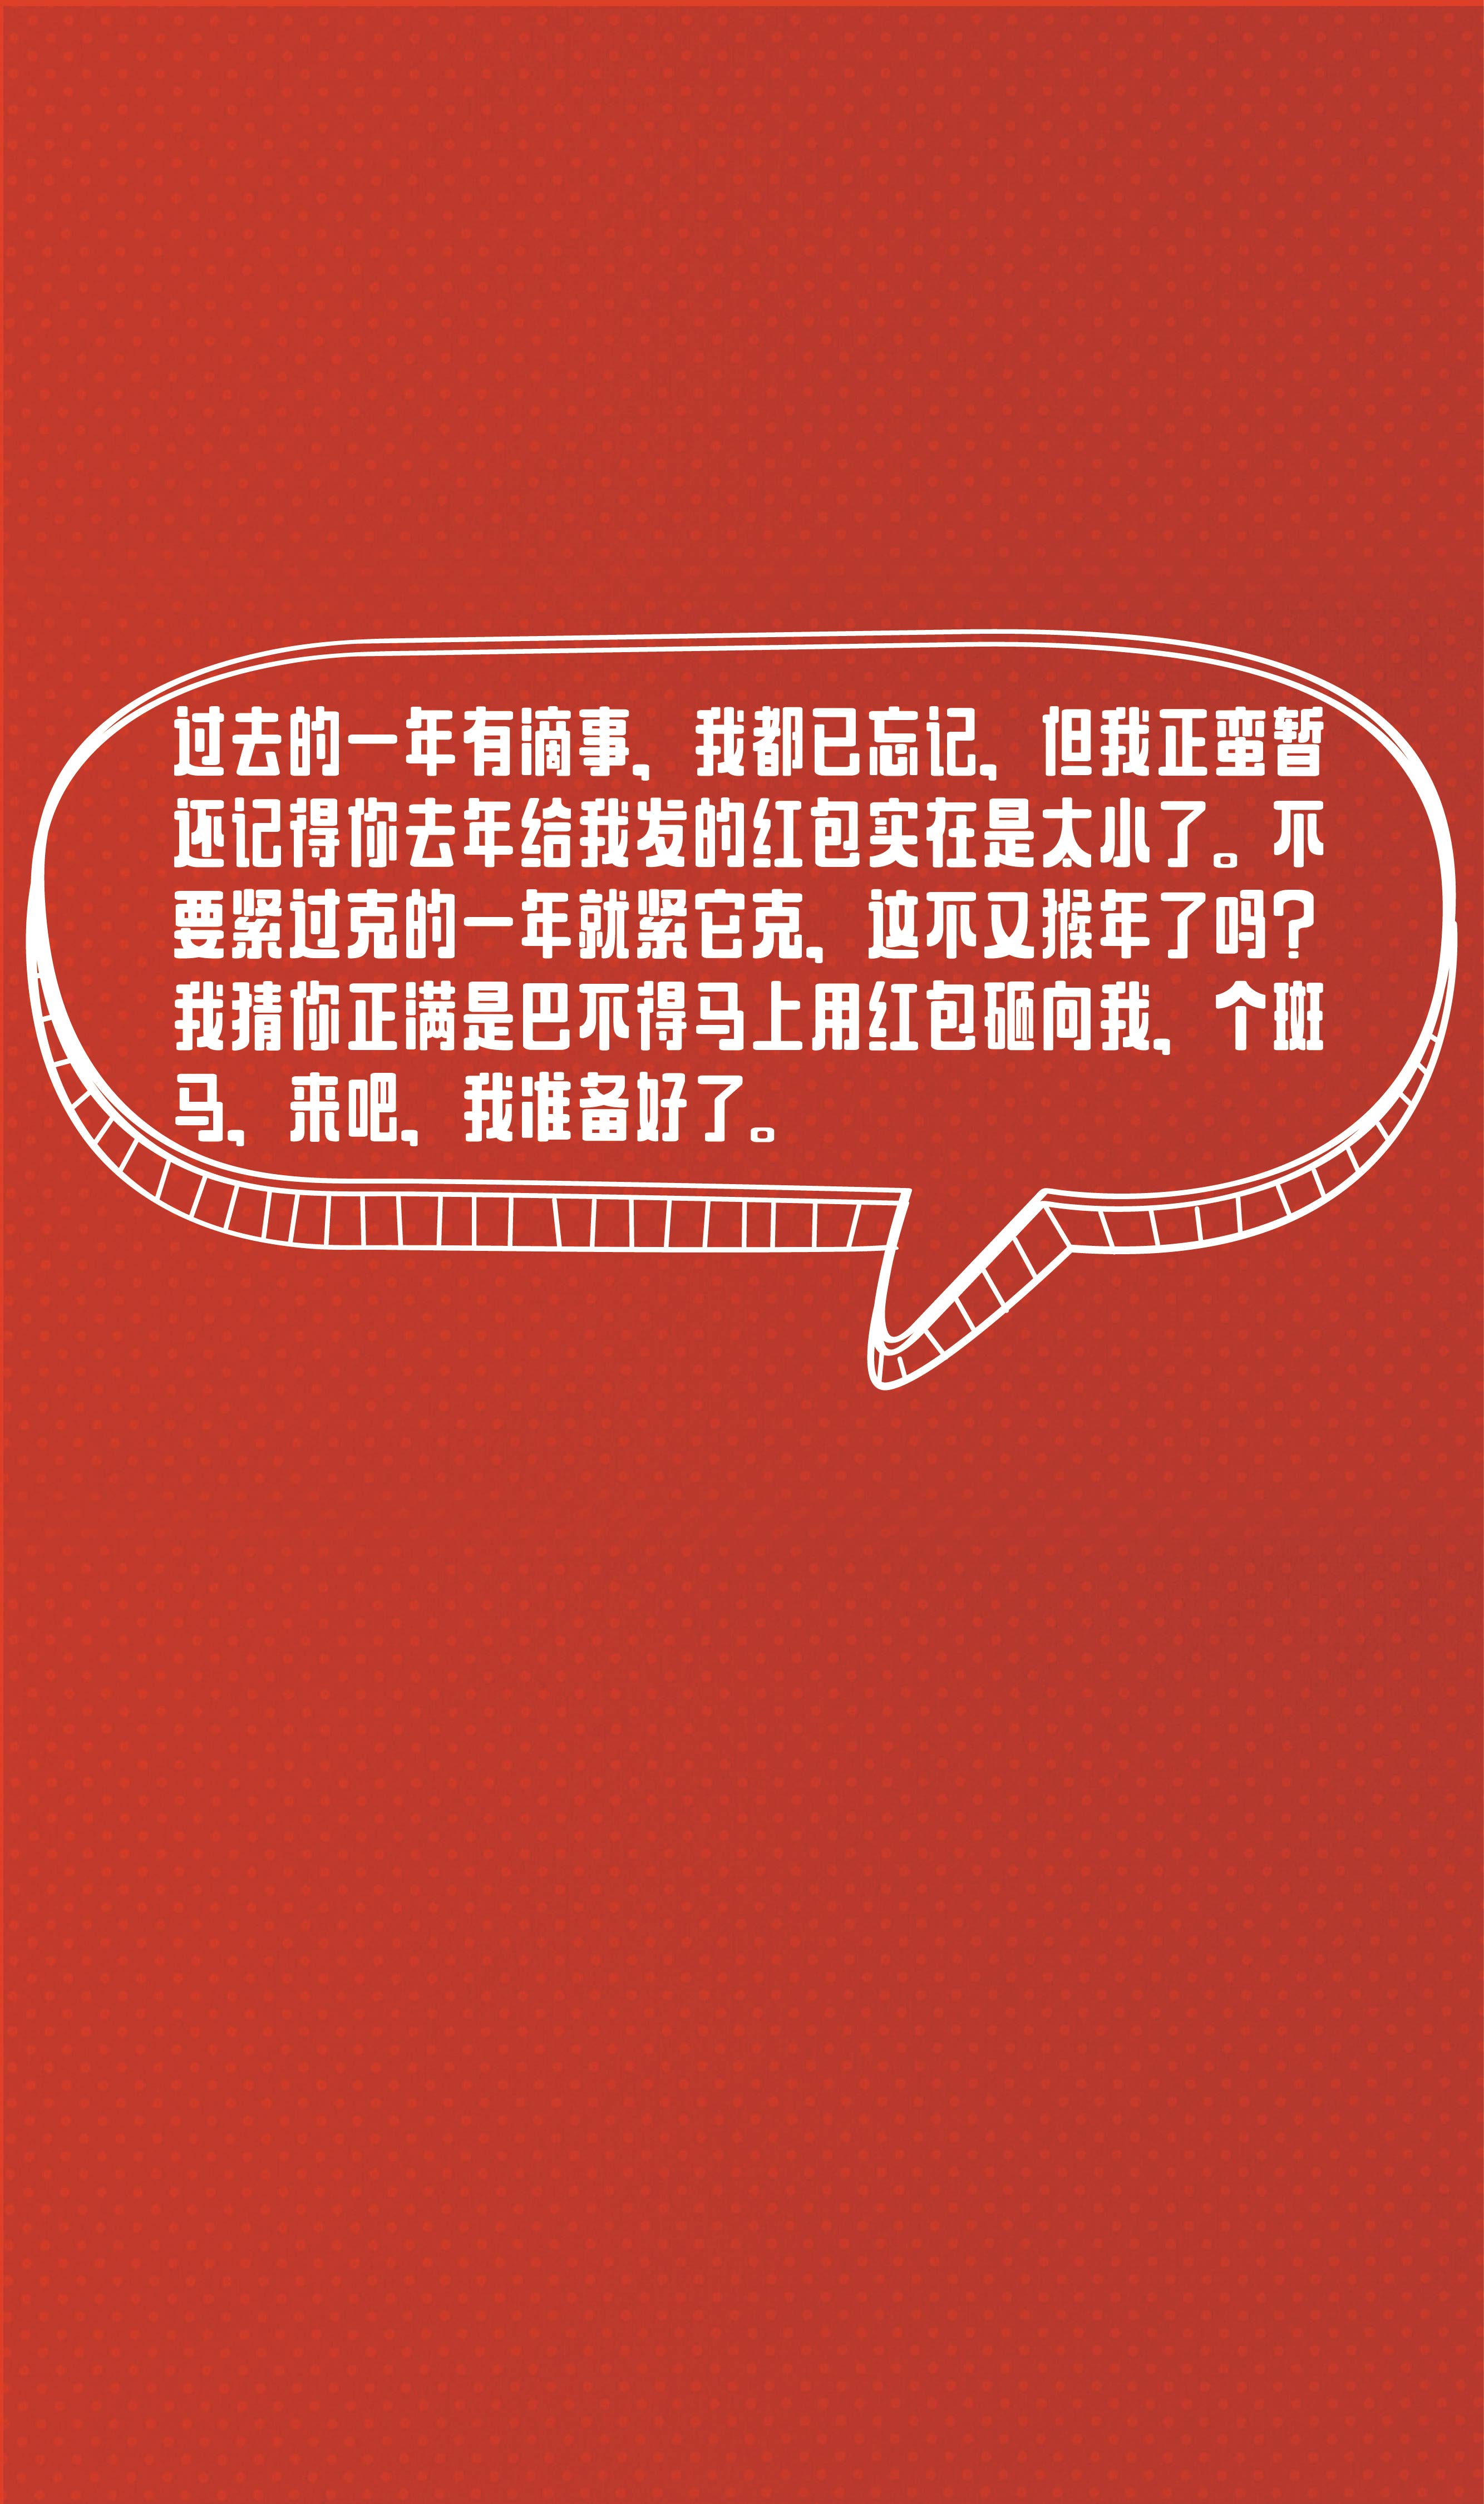 过去的一年有滴事，我都已忘记，但我正蛮暂
还记得你去年给我发的红包实在是太小了。不
要紧过克的一年就紧它克，这不又猴年了吗？
我猜你正满是巴不得马上用红包砸向我，个斑
马，来吧，我准备好了。